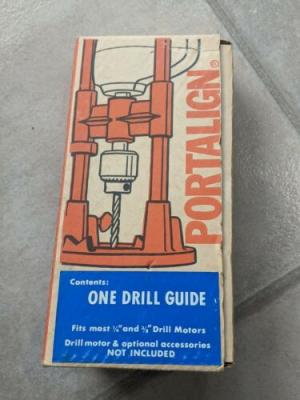 PORTALIGN®
Contents:
ONE DRILL GUIDE
Fits most ¼" and ⅜" Drill Motors
Drill motor & optional accessories
NOT INCLUDED